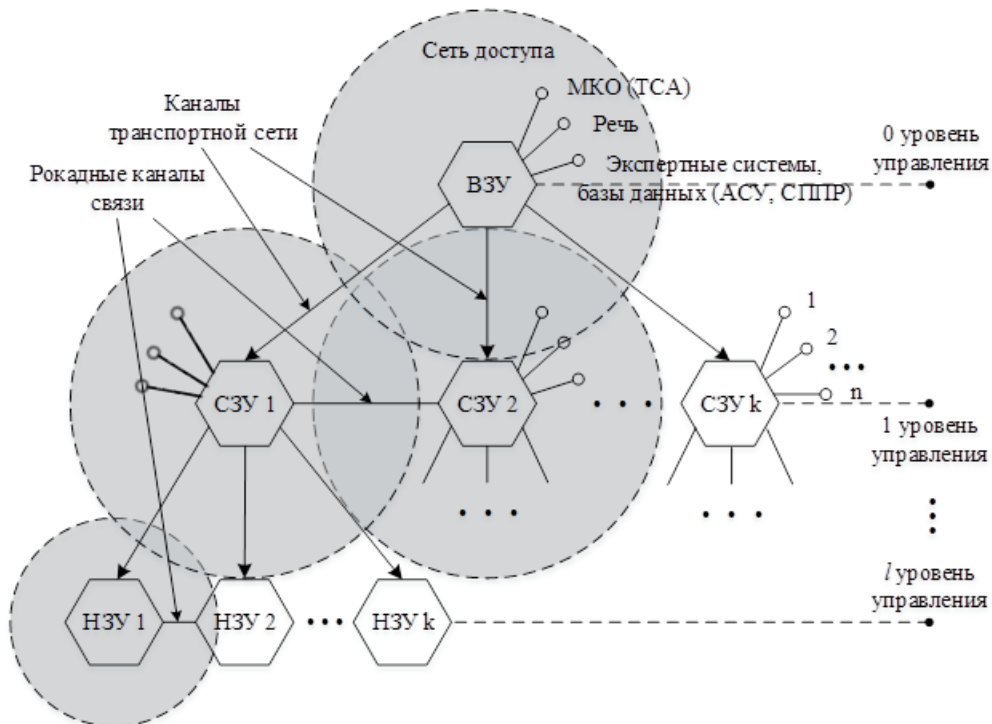 Сеть доступа
МКО (ТСА)
Каналы
транспортной сети
Речь
0 уровень
управления
Рокадные каналы
связи
ВЗУ
Экспертные системы,
базы данных (АСУ, СППР)
1
2
...
n
СЗУ 1
СЗУ 2
...
СЗУ k
1 уровень
управления
...
...
...
l уровень
управления
НЗУ 1
НЗУ 2
...
НЗУ k